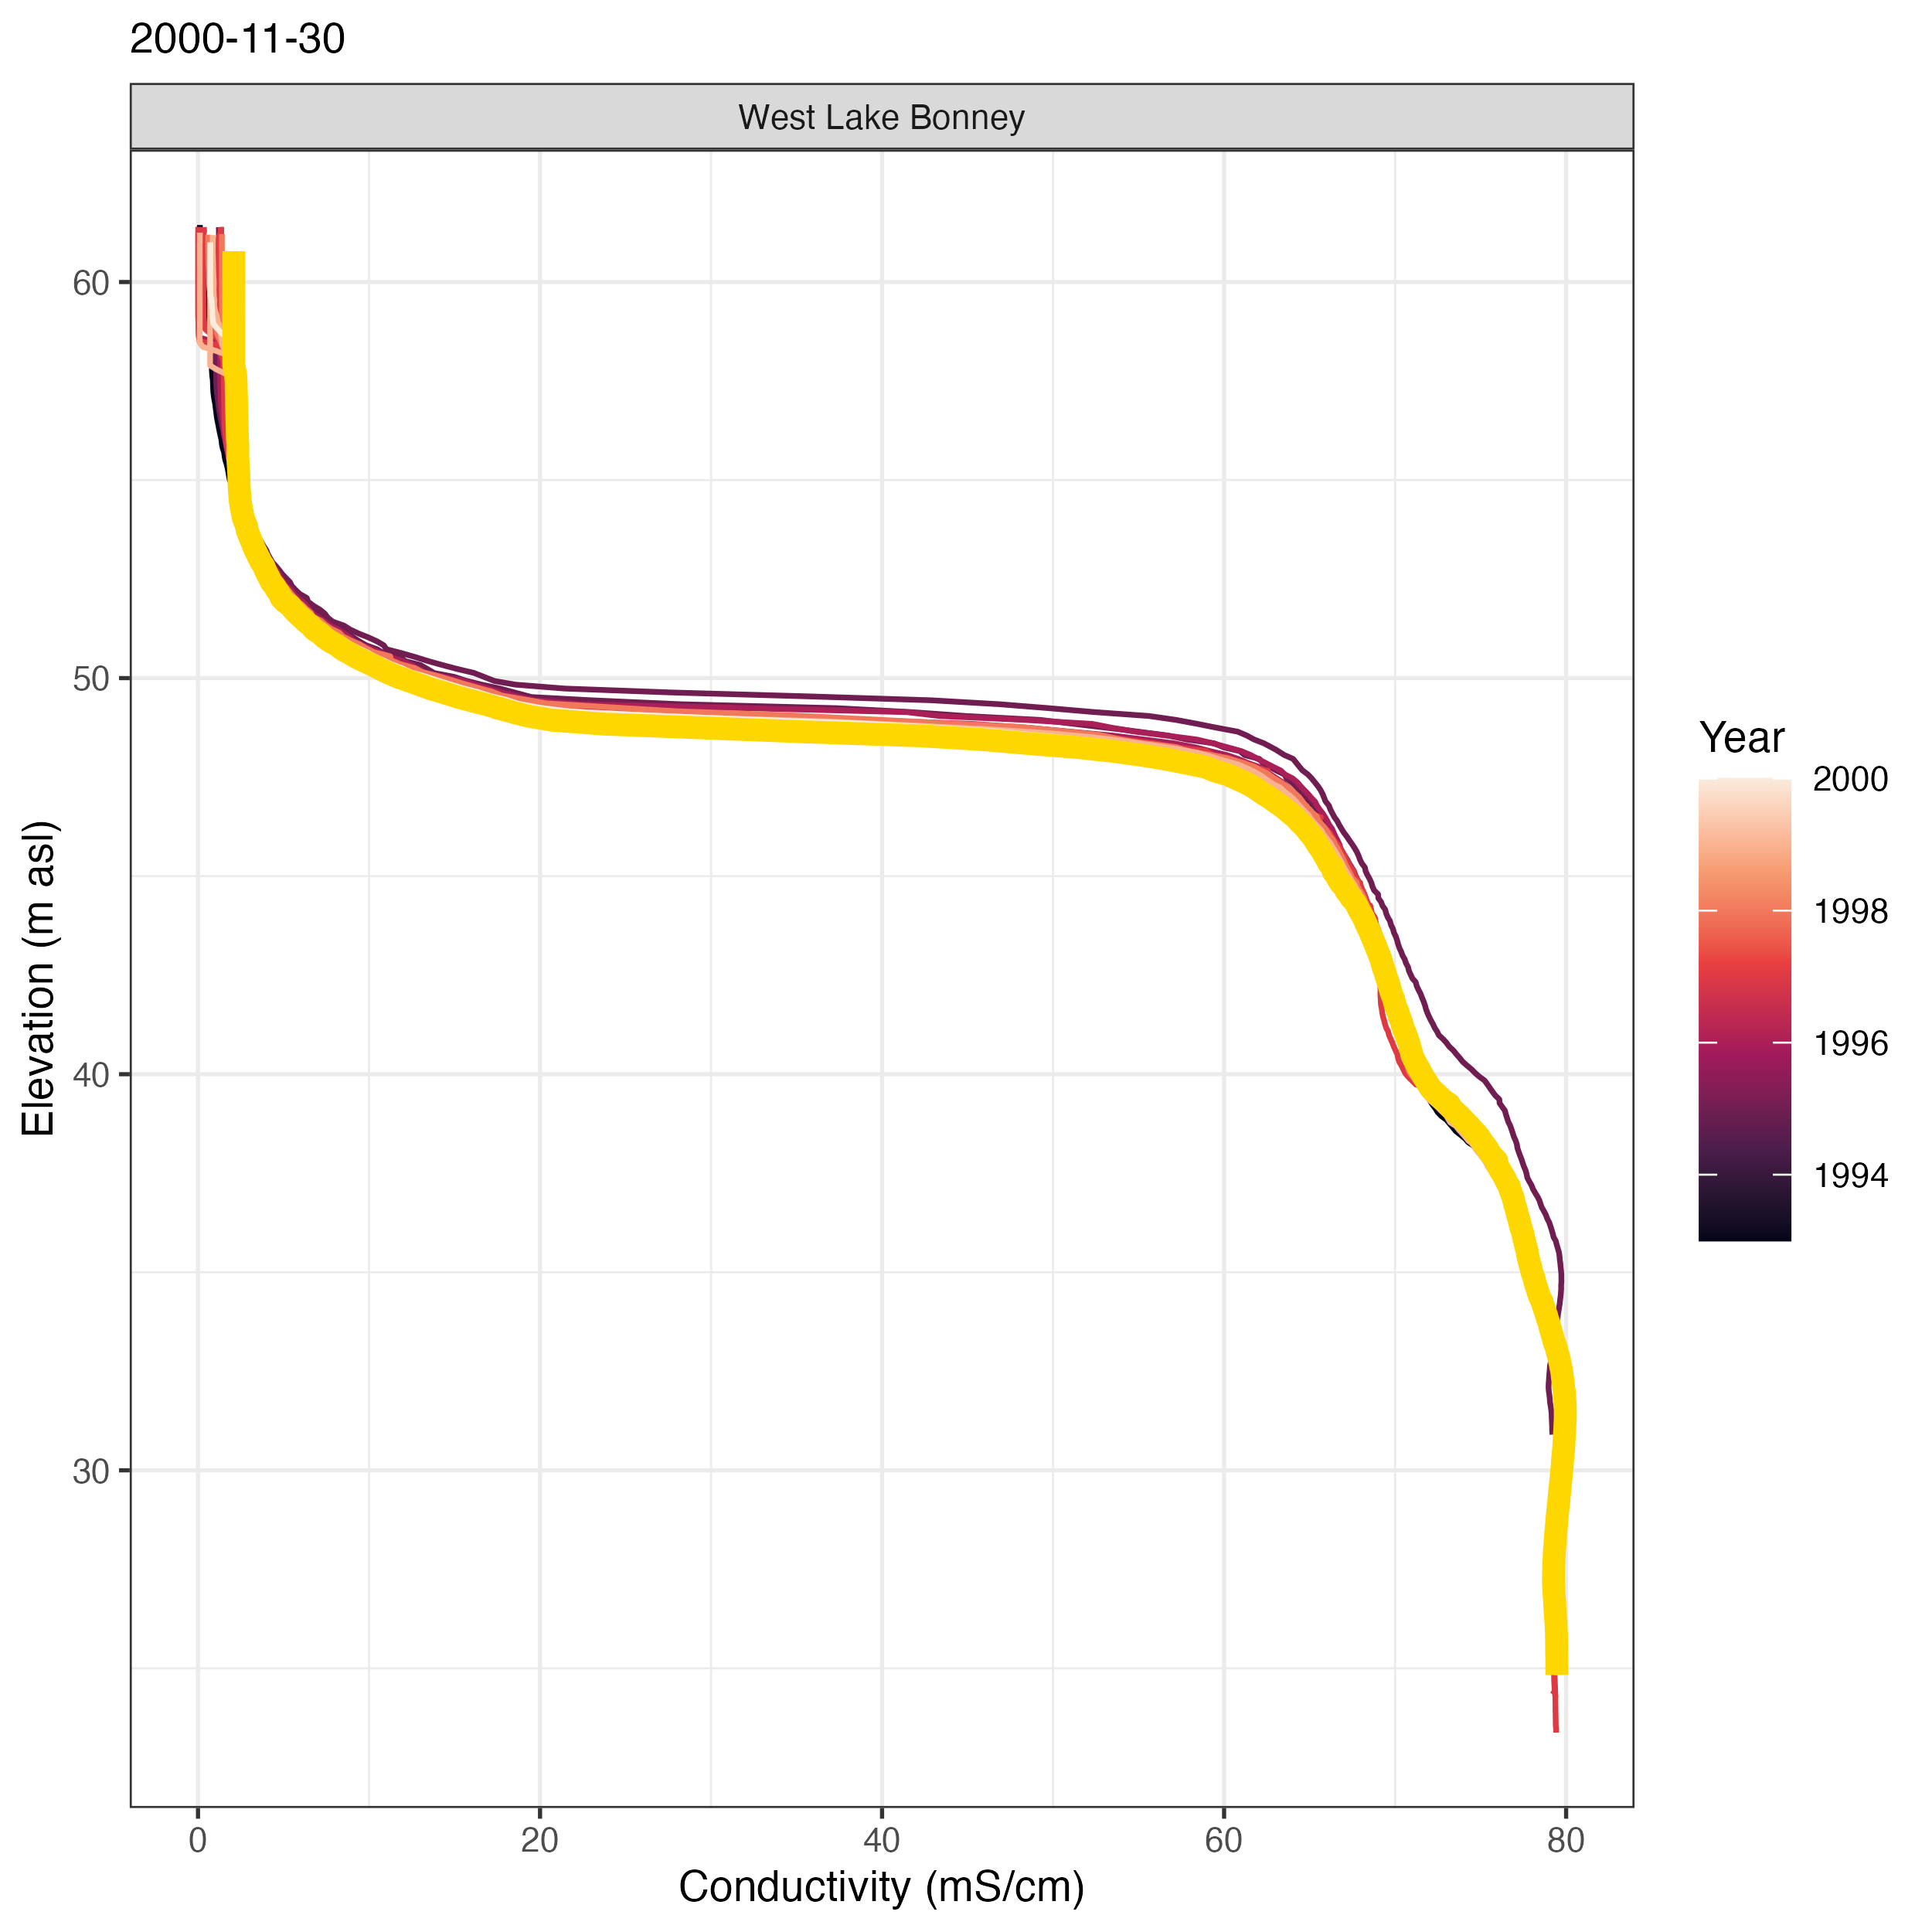 2000-11-30
West Lake Bonney
60
50
40
30
Elevation (m asl)
0 20 40 60 80
Conductivity (mS/cm)
Year
2000
1998
1996
1994